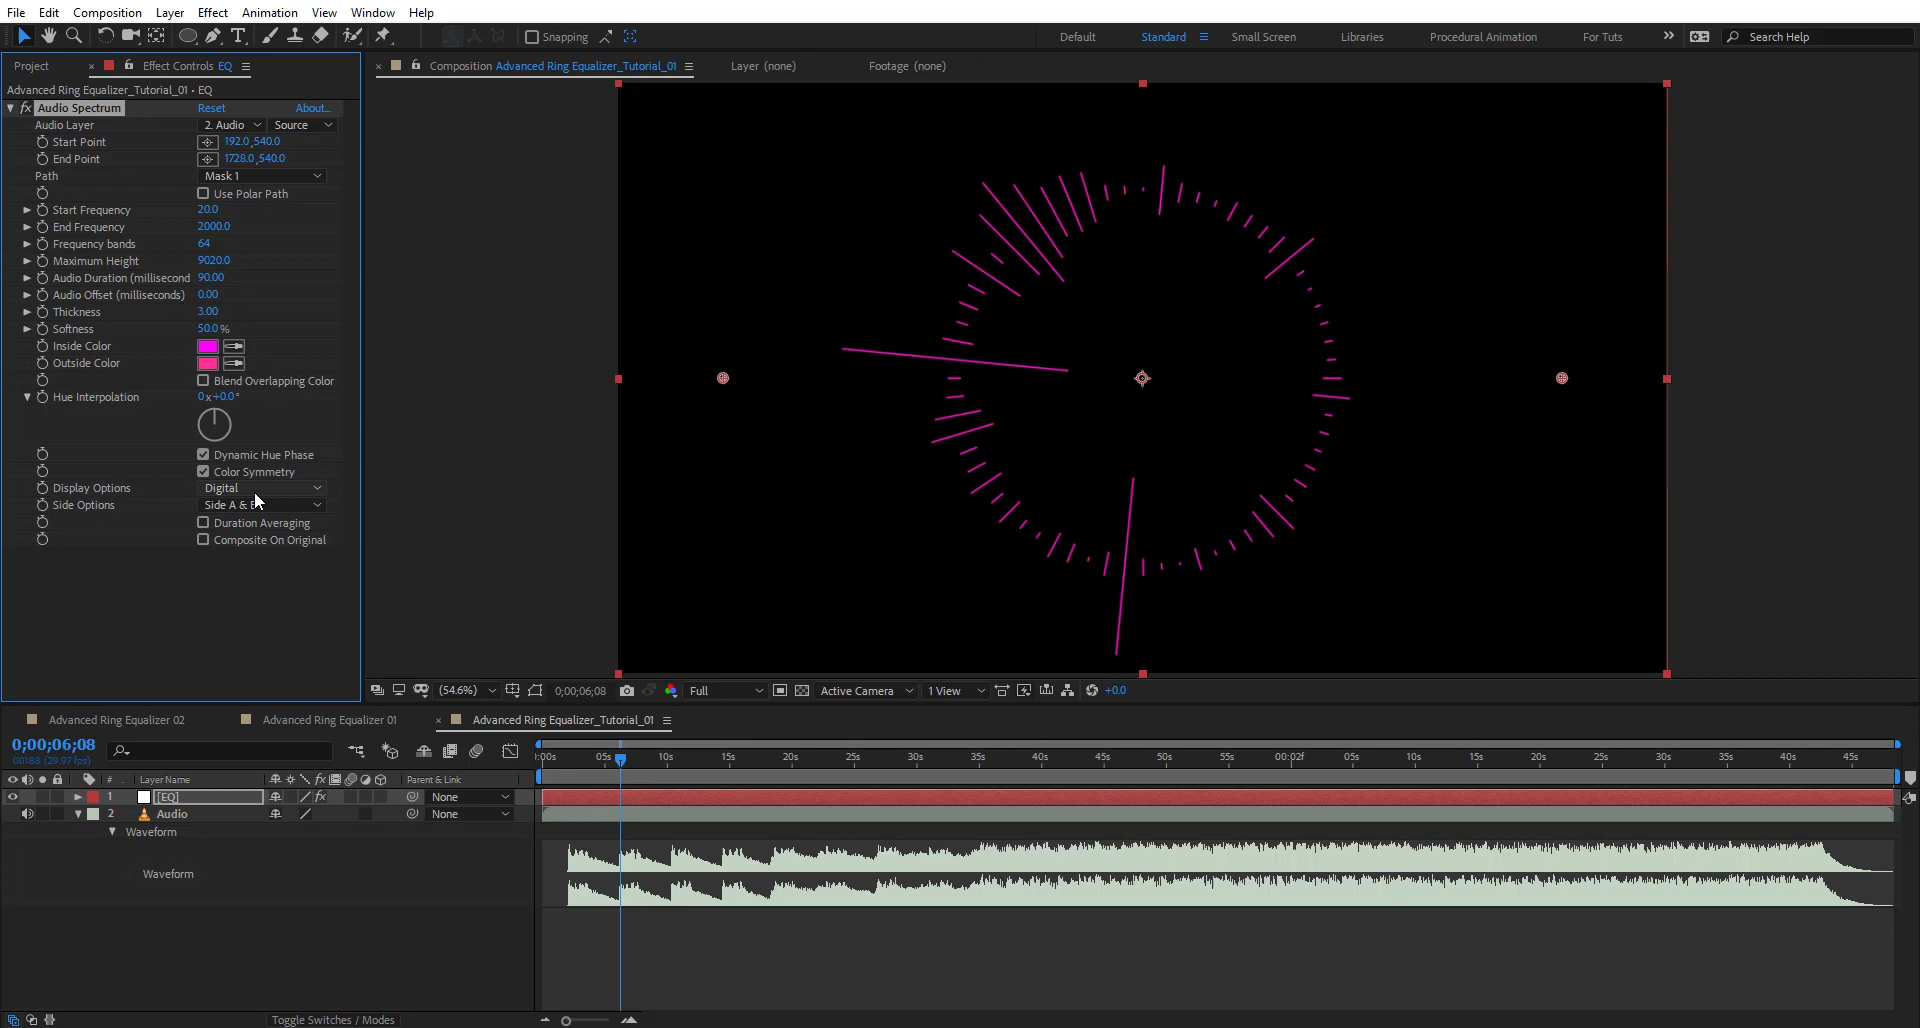 File Edit Composition Layer Effect Animation View Window Help
Snapping Default Standard Small Screen Libraries Procedural Animation For Tuts Search Help
Project × Effect Controls EQ
× Composition Advanced Ring Equalizer_Tutorial_01 Layer (none) Footage (none)
Advanced Ring Equalizer_Tutorial_01 • EQ
fx Audio Spectrum Reset About...
Audio Layer 2. Audio Source
Start Point 192.0,540.0
End Point 1728.0,540.0
Path Mask 1
Use Polar Path
Start Frequency 20.0
End Frequency 2000.0
Frequency bands 64
Maximum Height 9020.0
Audio Duration (millisecond 90.00
Audio Offset (milliseconds) 0.00
Thickness 3.00
Softness 50.0 %
Inside Color
Outside Color
Blend Overlapping Color
Hue Interpolation 0x+0.0°
Dynamic Hue Phase
Color Symmetry
Display Options Digital
Side Options Side A &
Duration Averaging
Composite On Original
(54.6%) 0;00;06;08 Full Active Camera 1 View +0.0
Advanced Ring Equalizer 02 Advanced Ring Equalizer 01 × Advanced Ring Equalizer_Tutorial_01
0;00;06;08
00188 (29.97 fps)
:00s 05s 10s 15s 20s 25s 30s 35s 40s 45s 50s 55s 00:02f 05s 10s 15s 20s 25s 30s 35s 40s 45s
# Layer Name fx Parent & Link
1 [EQ] fx None
2 Audio None
Waveform
Waveform
Toggle Switches / Modes